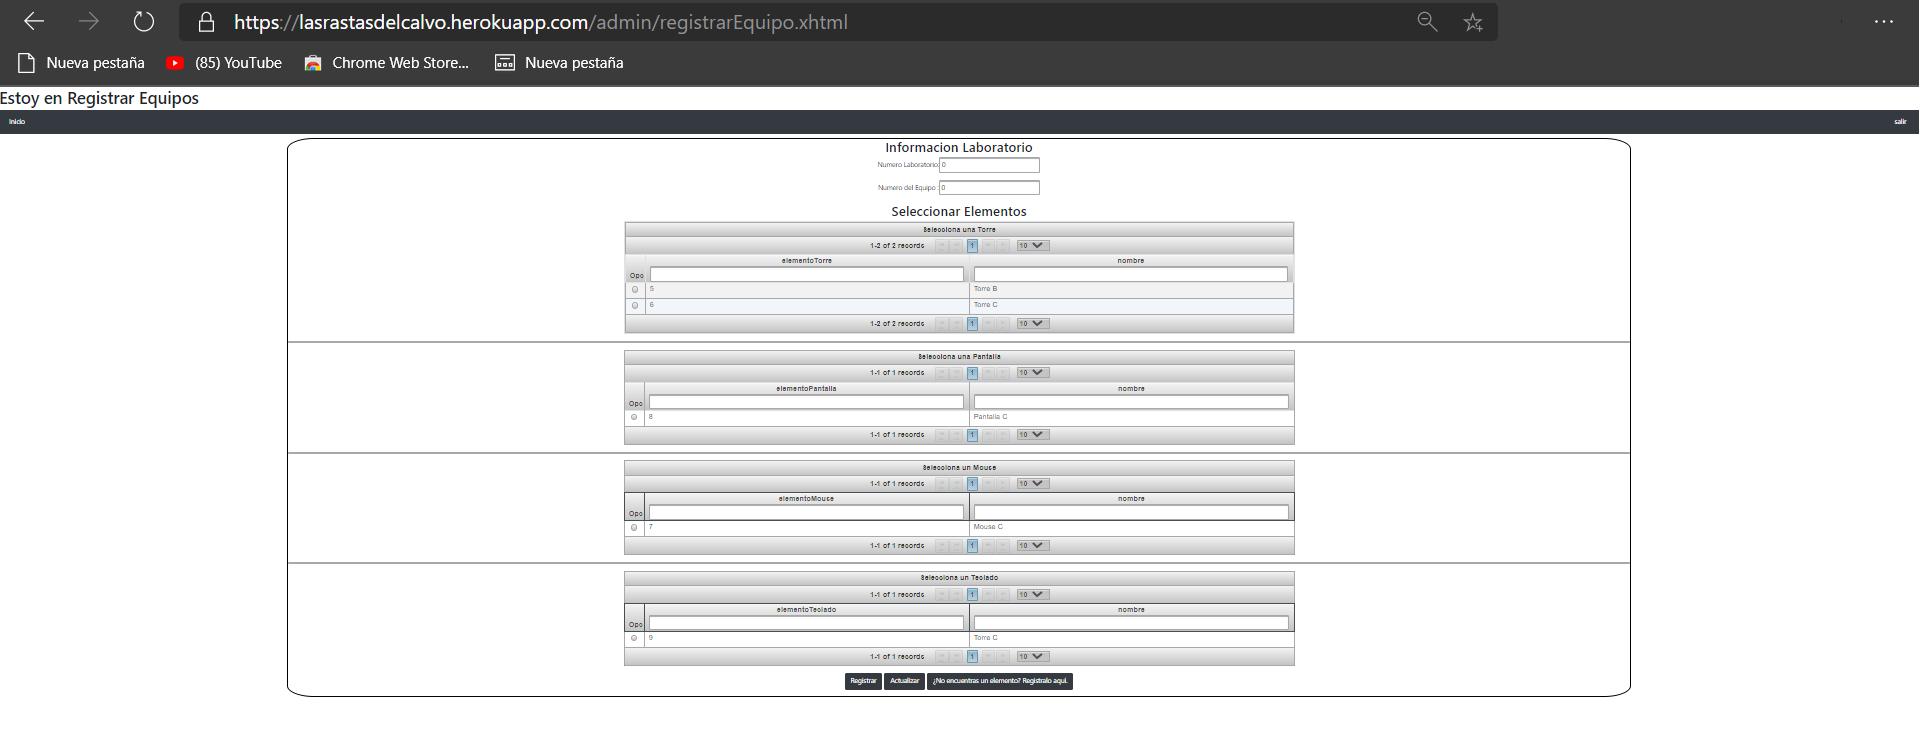 https://lasrastasdelcalvo.herokuapp.com/admin/registrarEquipo.xhtml
Nueva pestaña (85) YouTube Chrome Web Store... Nueva pestaña
Estoy en Registrar Equipos
Inicio salir
Informacion Laboratorio
Numero Laboratorio: 0
Numero del Equipo : 0
Seleccionar Elementos
Selecciona una Torre
1-2 of 2 records 1 10
Opc elementoTorre nombre
5 Torre B
6 Torre C
1-2 of 2 records 1 10
Selecciona una Pantalla
1-1 of 1 records 1 10
Opc elementoPantalla nombre
8 Pantalla C
1-1 of 1 records 1 10
Selecciona un Mouse
1-1 of 1 records 1 10
Opc elementoMouse nombre
7 Mouse C
1-1 of 1 records 1 10
Selecciona un Teclado
1-1 of 1 records 1 10
Opc elementoTeclado nombre
9 Torre C
1-1 of 1 records 1 10
Registrar Actualizar ¿No encuentras un elemento? Registralo aqui.